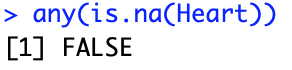 > any(is.na(Heart))
[1] FALSE